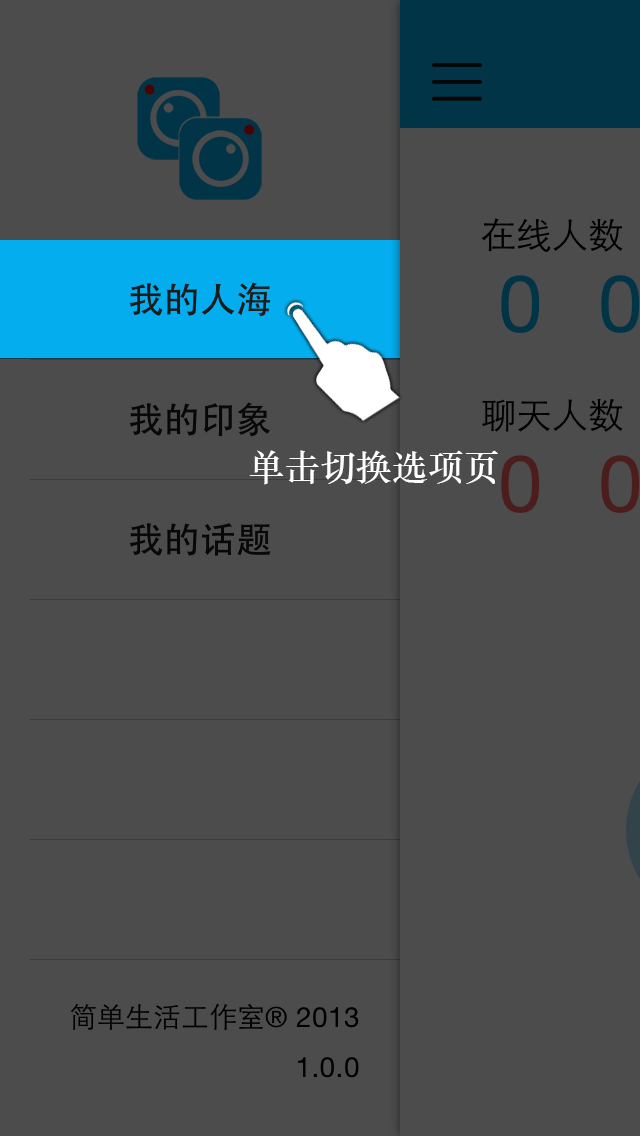 我的人海
我的印象
单击切换选项页
我的话题
简单生活工作室® 2013
1.0.0
在线人数
0 0
聊天人数
0 0